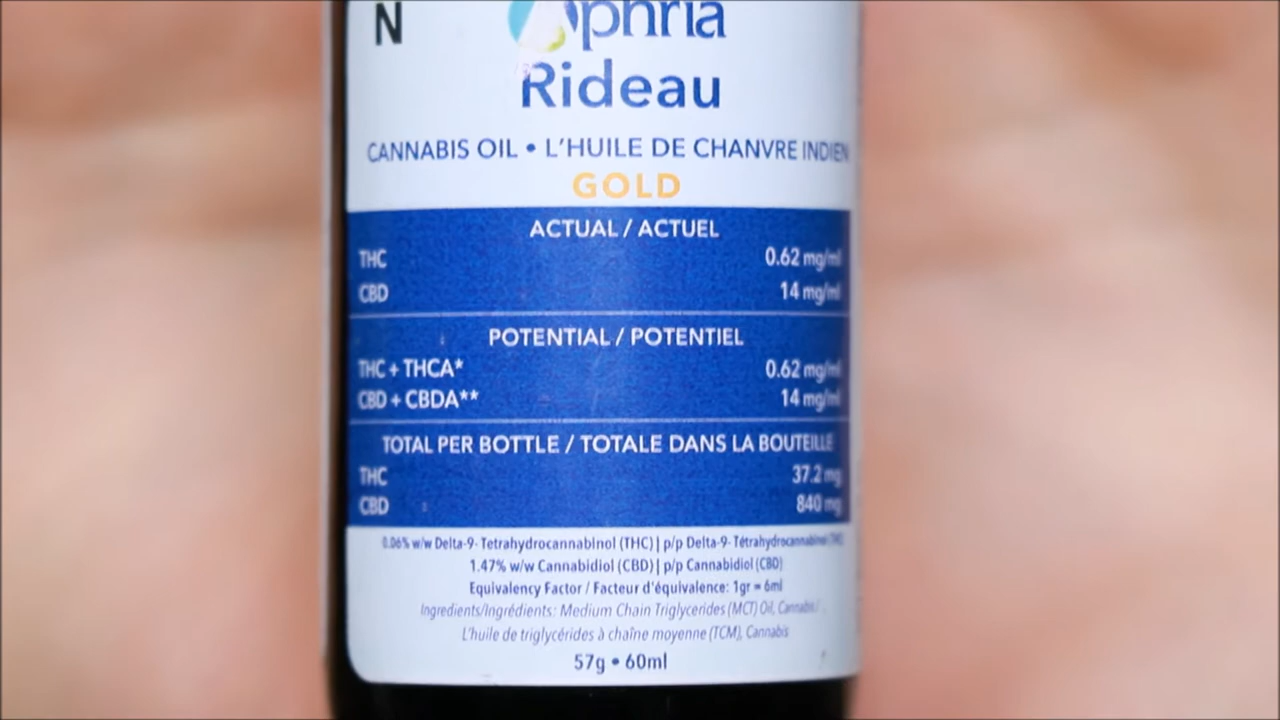 N
Aphria
Rideau
CANNABIS OIL • L'HUILE DE CHANVRE INDIEN
GOLD
ACTUAL / ACTUEL
THC 0.62 mg/ml
CBD 14 mg/ml
POTENTIAL / POTENTIEL
THC + THCA* 0.62 mg/ml
CBD + CBDA** 14 mg/ml
TOTAL PER BOTTLE / TOTALE DANS LA BOUTEILLE
THC 37.2 mg
CBD 840 mg
0.06% w/w Delta-9- Tetrahydrocannabinol (THC) | p/p Delta-9- Tétrahydrocannabinol (THC)
1.47% w/w Cannabidiol (CBD) | p/p Cannabidiol (CBD)
Equivalency Factor / Facteur d'équivalence: 1gr = 6ml
Ingredients/Ingrédients: Medium Chain Triglycerides (MCT) Oil, Cannabis/
L'huile de triglycérides à chaîne moyenne (TCM), Cannabis
57g • 60ml